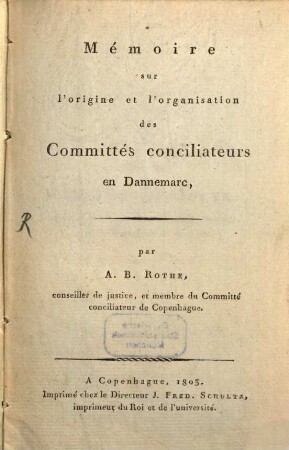 Mémoire
sur
l'origine et l'organisation
des
Committés conciliateurs
en Dannemarc,
R
par
A. B. Rothe,
conseiller de justice, et membre du Committé
conciliateur de Copenhague.
A Copenhague, 1803.
Imprimé chez le Directeur J. Fred. Schultz,
imprimeur du Roi et de l'université.